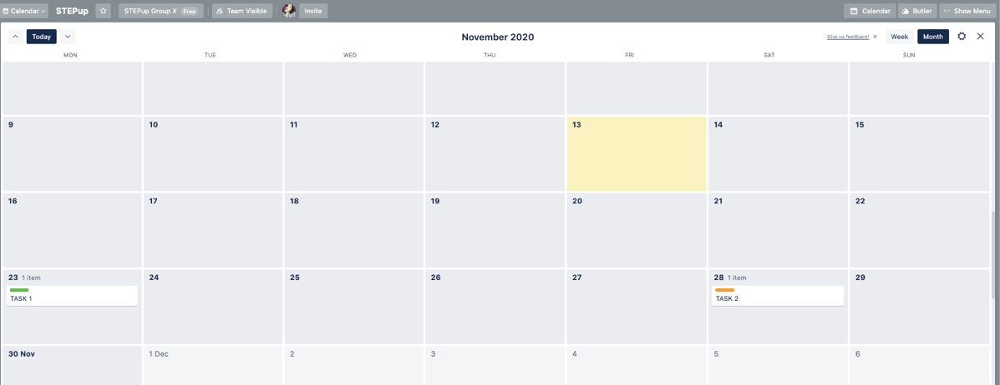 Calendar STEPup STEPup Group X Free Team Visible Invite Calendar Butler ··· Show Menu
Today November 2020 Give us feedback! × Week Month
MON TUE WED THU FRI SAT SUN
9 10 11 12 13 14 15
16 17 18 19 20 21 22
23 1 item 24 25 26 27 28 1 item 29
TASK 1 TASK 2
30 Nov 1 Dec 2 3 4 5 6